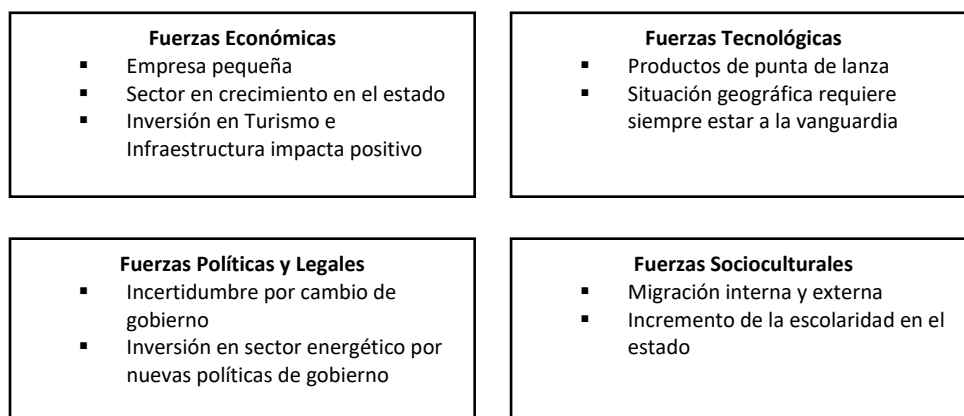 Fuerzas Económicas
▪ Empresa pequeña
▪ Sector en crecimiento en el estado
▪ Inversión en Turismo e
Infraestructura impacta positivo
Fuerzas Tecnológicas
▪ Productos de punta de lanza
▪ Situación geográfica requiere
siempre estar a la vanguardia
Fuerzas Políticas y Legales
▪ Incertidumbre por cambio de
gobierno
▪ Inversión en sector energético por
nuevas políticas de gobierno
Fuerzas Socioculturales
▪ Migración interna y externa
▪ Incremento de la escolaridad en el
estado